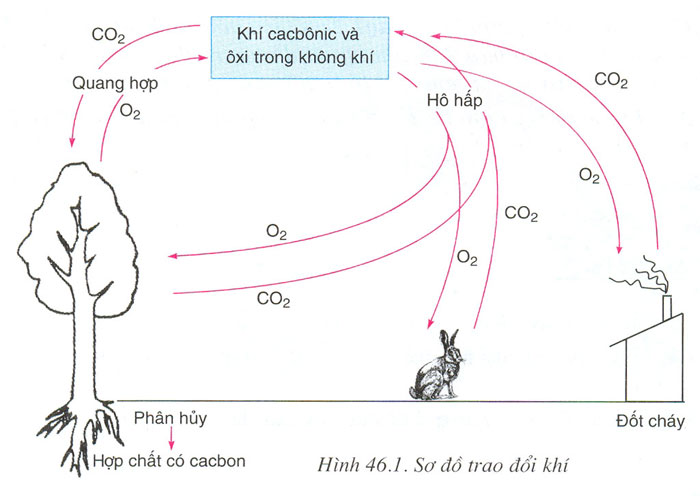 CO2
Khí cacbônic và
ôxi trong không khí
CO2
Quang hợp
O2
Hô hấp
O2
CO2
O2
O2
CO2
Phân hủy
Đốt cháy
Hợp chất có cacbon
Hình 46.1. Sơ đồ trao đổi khí